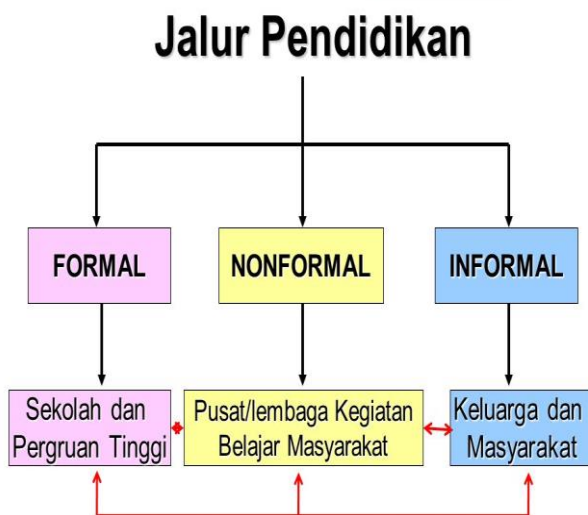 Jalur Pendidikan
FORMAL
NONFORMAL
INFORMAL
Sekolah dan
Pergruan Tinggi
Pusat/lembaga Kegiatan
Belajar Masyarakat
Keluarga dan
Masyarakat